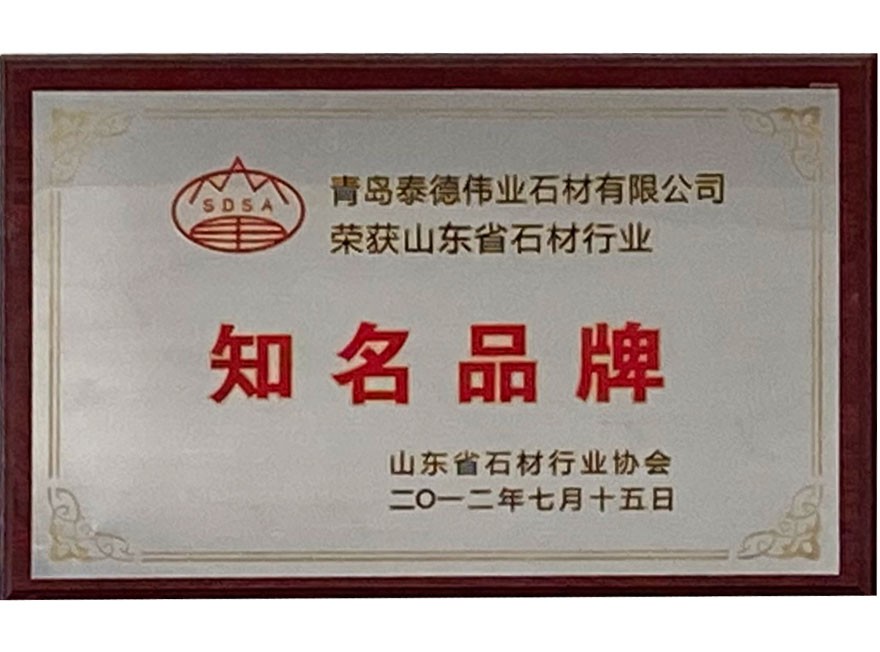 SDSA
青岛泰德伟业石材有限公司
荣获山东省石材行业
知名品牌
山东省石材行业协会
二〇一二年七月十五日